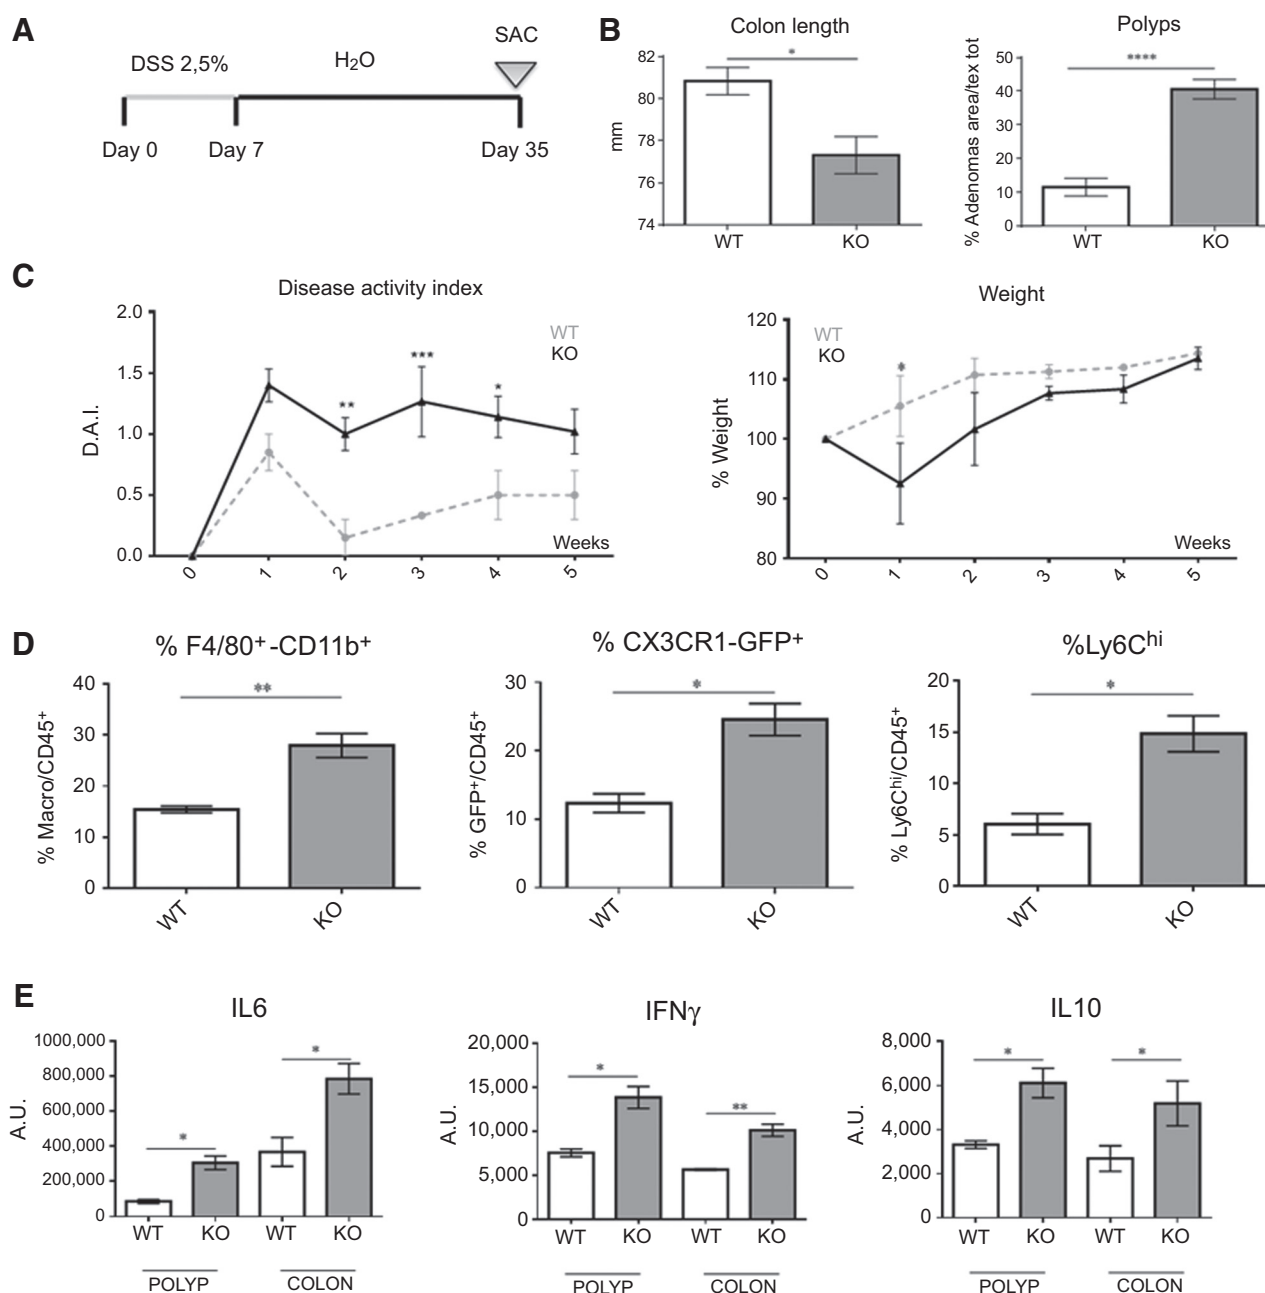 A
DSS 2,5%
H₂O
SAC
Day 0
Day 7
Day 35
B
Colon length
mm
82
80
78
76
74
*
WT
KO
Polyps
% Adenomas area/tex tot
50
40
30
20
10
0
****
WT
KO
C
Disease activity index
D.A.I.
2.0
1.5
1.0
0.5
0.0
WT
KO
**
***
*
Weeks
0
1
2
3
4
5
Weight
% Weight
120
110
100
90
80
WT
KO
*
Weeks
0
1
2
3
4
5
D
% F4/80⁺-CD11b⁺
% Macro/CD45⁺
40
30
20
10
0
**
WT
KO
% CX3CR1-GFP⁺
% GFP⁺/CD45⁺
30
20
10
0
*
WT
KO
%Ly6Cʰⁱ
% Ly6Cʰⁱ/CD45⁺
20
15
10
5
0
*
WT
KO
E
IL6
A.U.
1000,000
800,000
600,000
400,000
200,000
0
*
*
WT
KO
WT
KO
POLYP
COLON
IFNγ
A.U.
20,000
15,000
10,000
5,000
0
*
**
WT
KO
WT
KO
POLYP
COLON
IL10
A.U.
8,000
6,000
4,000
2,000
0
*
*
WT
KO
WT
KO
POLYP
COLON